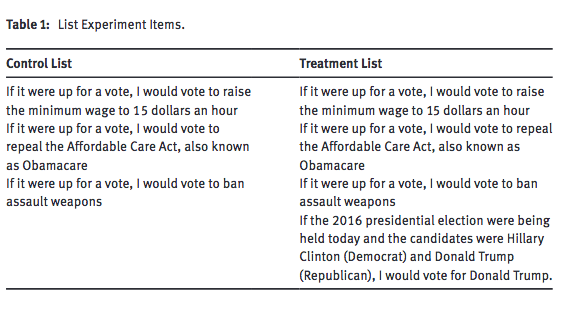 Table 1: List Experiment Items.
Control List
If it were up for a vote, I would vote to raise
the minimum wage to 15 dollars an hour
If it were up for a vote, I would vote to
repeal the Affordable Care Act, also known
as Obamacare
If it were up for a vote, I would vote to ban
assault weapons
Treatment List
If it were up for a vote, I would vote to raise
the minimum wage to 15 dollars an hour
If it were up for a vote, I would vote to repeal
the Affordable Care Act, also known as
Obamacare
If it were up for a vote, I would vote to ban
assault weapons
If the 2016 presidential election were being
held today and the candidates were Hillary
Clinton (Democrat) and Donald Trump
(Republican), I would vote for Donald Trump.